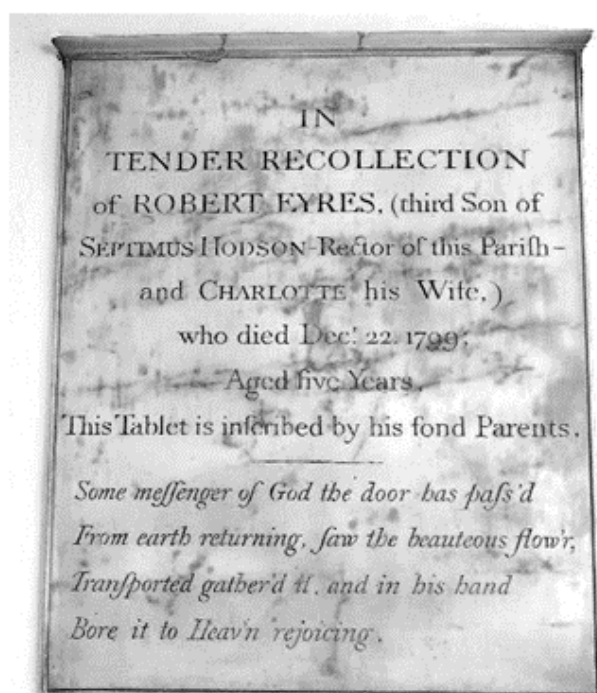 IN
TENDER RECOLLECTION
of ROBERT EYRES, (third Son of
SEPTIMUS HODSON-Rector of this Pariſh-
and CHARLOTTE his Wife,)
who died Decr. 22. 1799;
Aged five Years.
This Tablet is inſcribed by his fond Parents.
Some meſſenger of God the door has paſs'd
From earth returning, ſaw the beauteous flow'r,
Tranſported gather'd it, and in his hand
Bore it to Heav'n rejoicing.